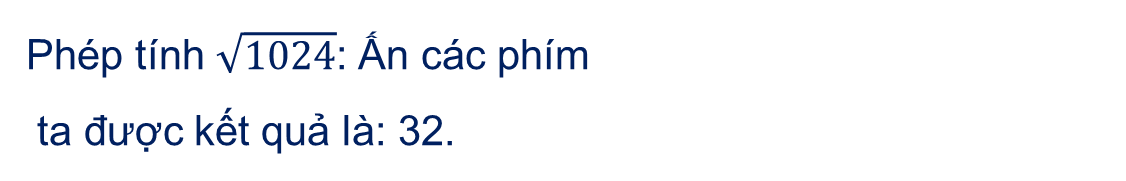 Phép tính √1024: Ấn các phím
ta được kết quả là: 32.